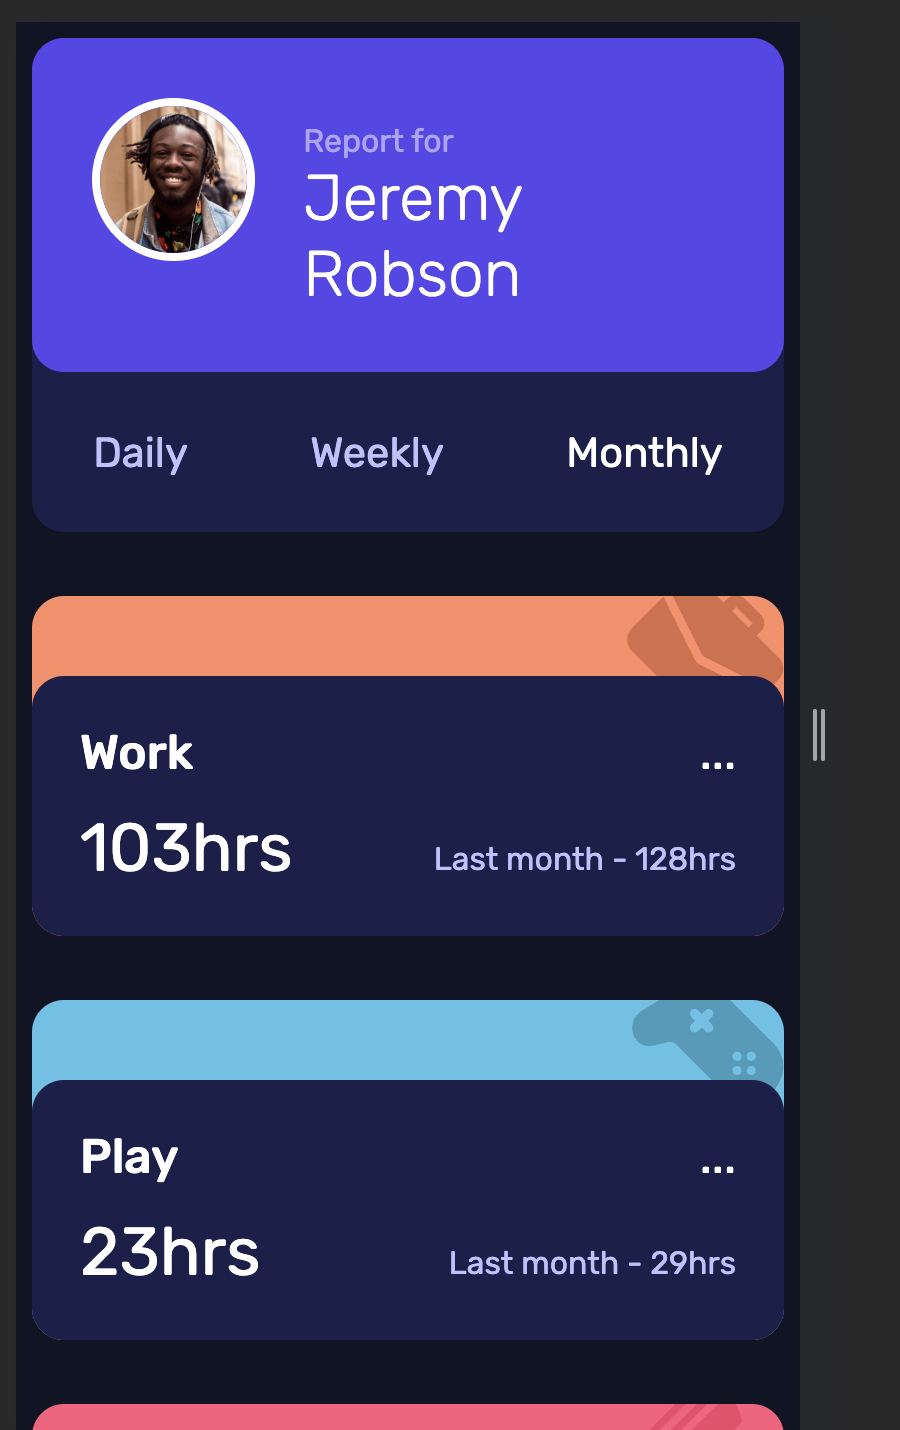 Report for
Jeremy
Robson
Daily Weekly Monthly
Work ...
103hrs Last month - 128hrs
Play ...
23hrs Last month - 29hrs